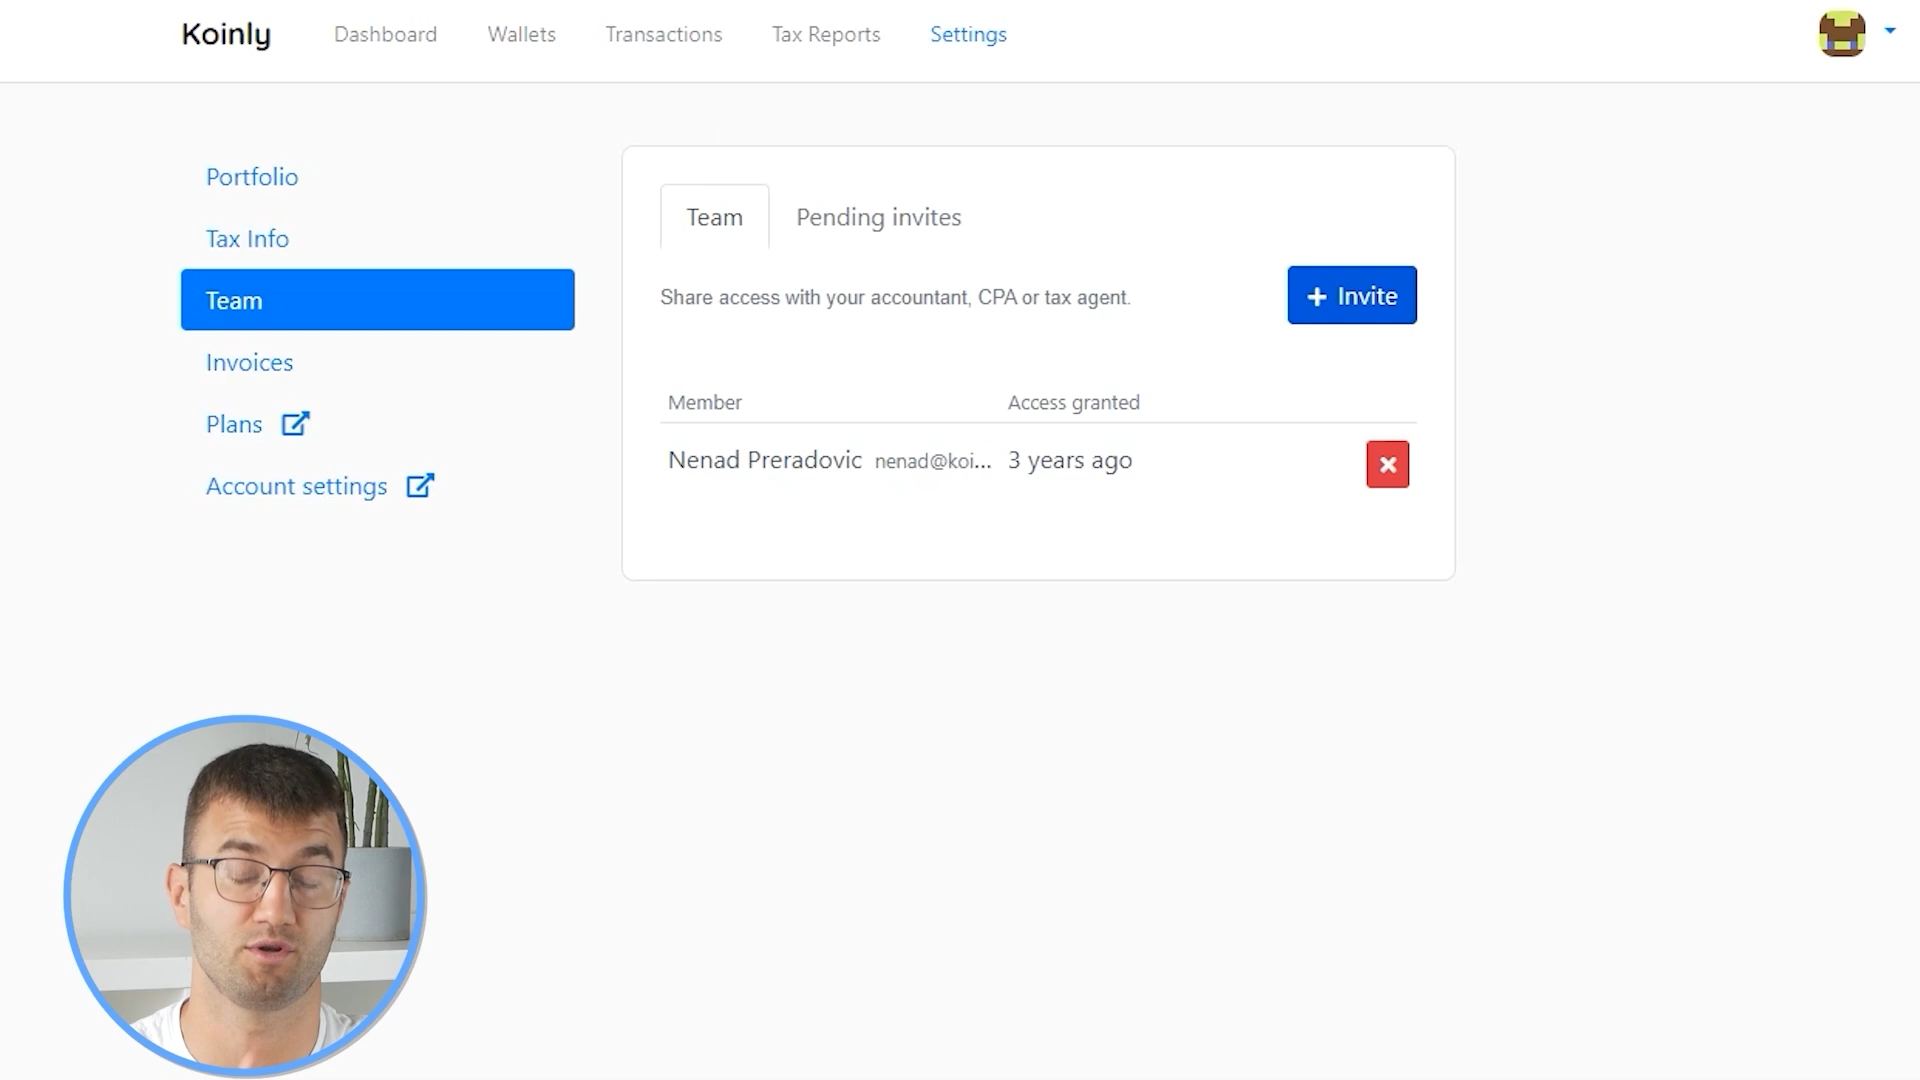 Koinly
Dashboard
Wallets
Transactions
Tax Reports
Settings
Portfolio
Tax Info
Team
Invoices
Plans
Account settings
Team
Pending invites
Share access with your accountant, CPA or tax agent.
+ Invite
Member
Access granted
Nenad Preradovic nenad@koi... 3 years ago